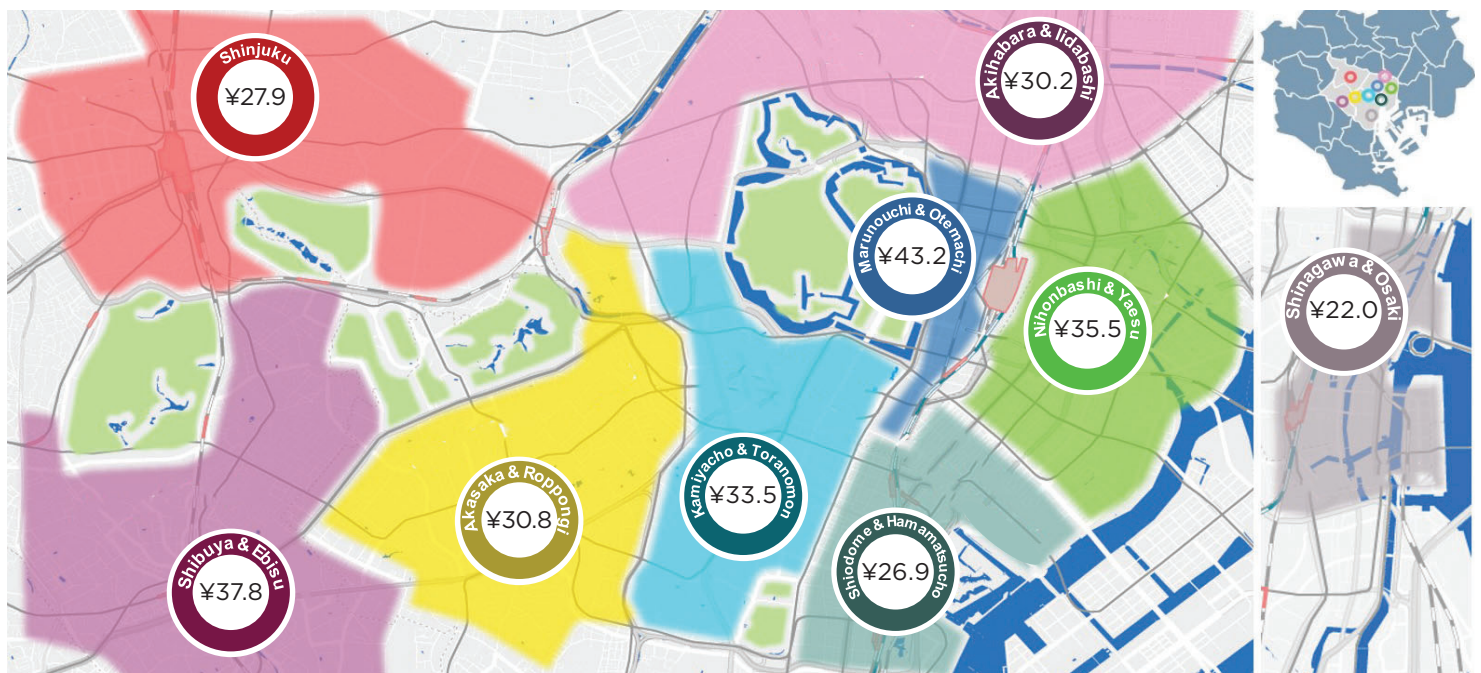 Shinjuku
¥27.9
Akihabara & Iidabashi
¥30.2
Marunouchi & Otemachi
¥43.2
Nihonbashi & Yaesu
¥35.5
Shinagawa & Osaki
¥22.0
Kamiyacho & Toranomon
¥33.5
Akasaka & Roppongi
¥30.8
Shiodome & Hamamatsucho
¥26.9
Shibuya & Ebisu
¥37.8